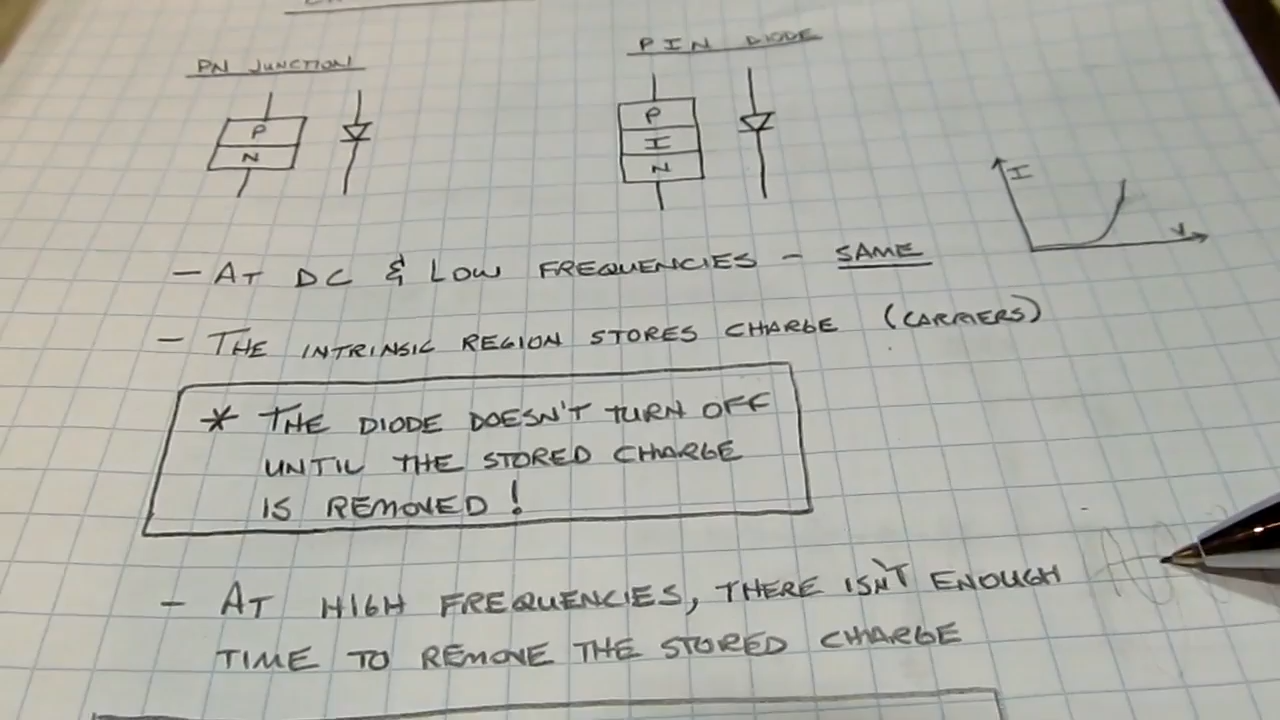 PN JUNCTION
P
N
PIN DIODE
P
I
N
I
V
- AT DC & LOW FREQUENCIES - SAME
- THE INTRINSIC REGION STORES CHARGE (CARRIERS)
* THE DIODE DOESN'T TURN OFF
UNTIL THE STORED CHARGE
IS REMOVED!
- AT HIGH FREQUENCIES, THERE ISN'T ENOUGH
TIME TO REMOVE THE STORED CHARGE